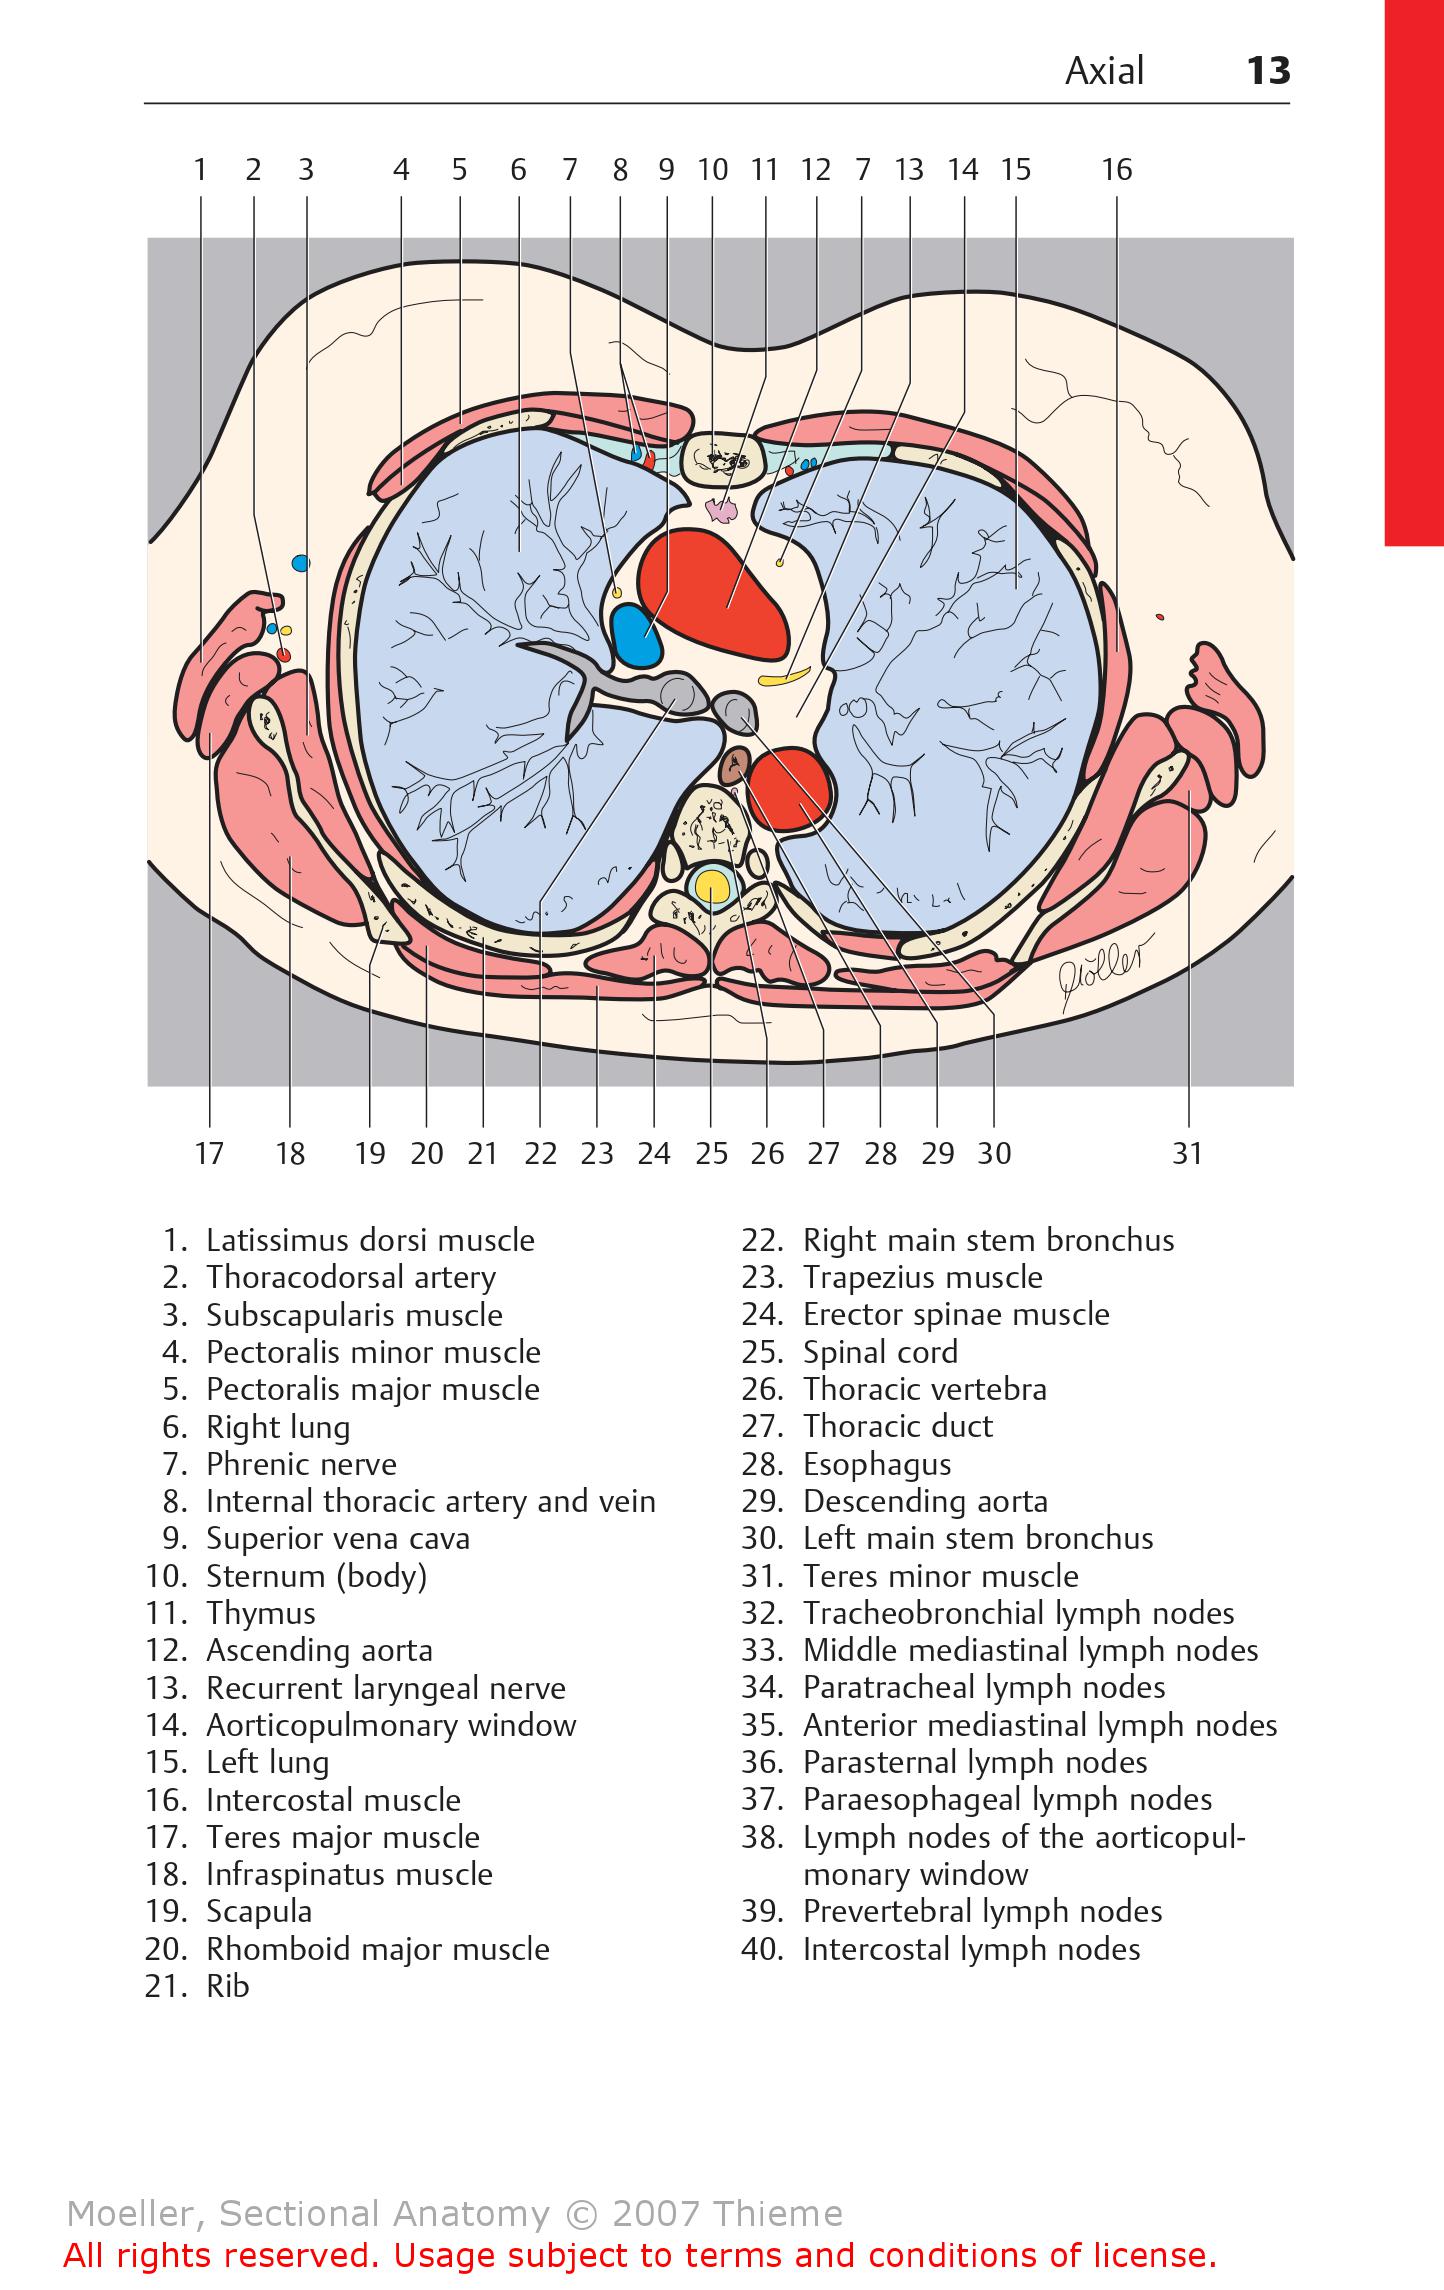 Axial 13
1 2 3 4 5 6 7 8 9 10 11 12 7 13 14 15 16
17 18 19 20 21 22 23 24 25 26 27 28 29 30 31
1. Latissimus dorsi muscle
2. Thoracodorsal artery
3. Subscapularis muscle
4. Pectoralis minor muscle
5. Pectoralis major muscle
6. Right lung
7. Phrenic nerve
8. Internal thoracic artery and vein
9. Superior vena cava
10. Sternum (body)
11. Thymus
12. Ascending aorta
13. Recurrent laryngeal nerve
14. Aorticopulmonary window
15. Left lung
16. Intercostal muscle
17. Teres major muscle
18. Infraspinatus muscle
19. Scapula
20. Rhomboid major muscle
21. Rib
22. Right main stem bronchus
23. Trapezius muscle
24. Erector spinae muscle
25. Spinal cord
26. Thoracic vertebra
27. Thoracic duct
28. Esophagus
29. Descending aorta
30. Left main stem bronchus
31. Teres minor muscle
32. Tracheobronchial lymph nodes
33. Middle mediastinal lymph nodes
34. Paratracheal lymph nodes
35. Anterior mediastinal lymph nodes
36. Parasternal lymph nodes
37. Paraesophageal lymph nodes
38. Lymph nodes of the aorticopul-
monary window
39. Prevertebral lymph nodes
40. Intercostal lymph nodes
Moeller, Sectional Anatomy © 2007 Thieme
All rights reserved. Usage subject to terms and conditions of license.